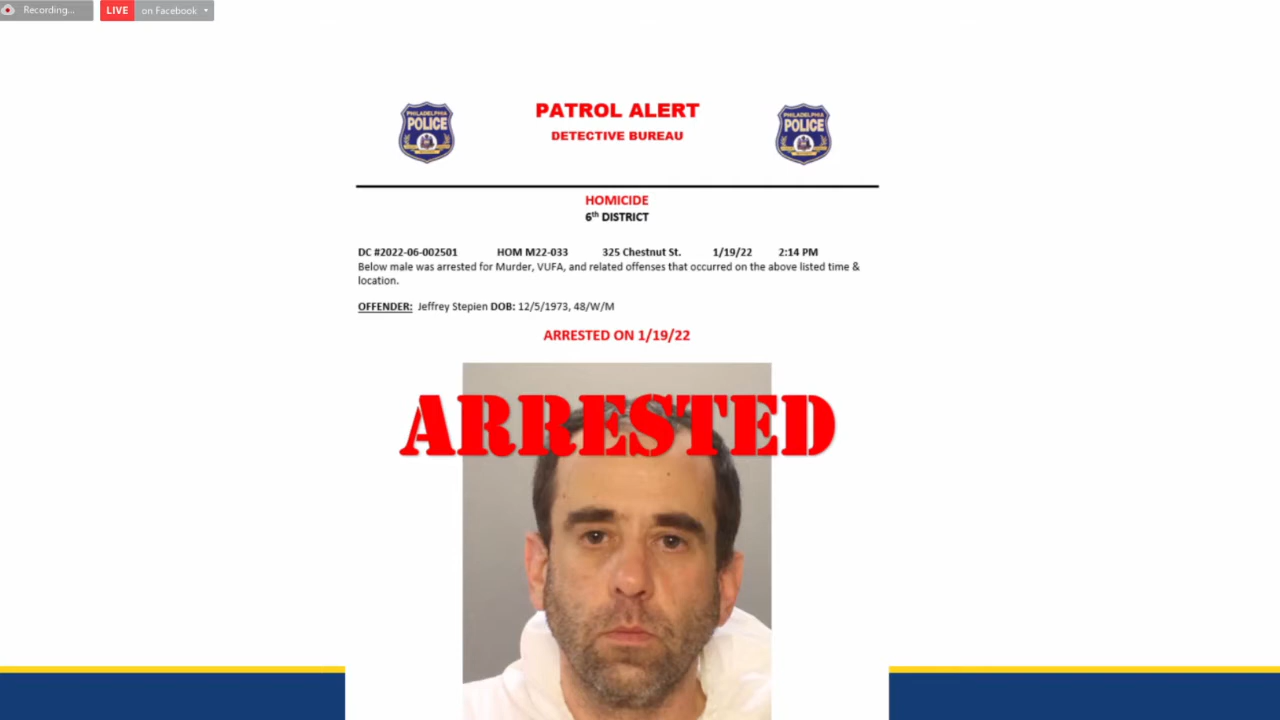 Recording...
LIVE on Facebook
PATROL ALERT
DETECTIVE BUREAU
PHILADELPHIA
POLICE
PHILADELPHIA
POLICE
HOMICIDE
6th DISTRICT
DC #2022-06-002501 HOM M22-033 325 Chestnut St. 1/19/22 2:14 PM
Below male was arrested for Murder, VUFA, and related offenses that occurred on the above listed time &
location.
OFFENDER: Jeffrey Stepien DOB: 12/5/1973, 48/W/M
ARRESTED ON 1/19/22
ARRESTED